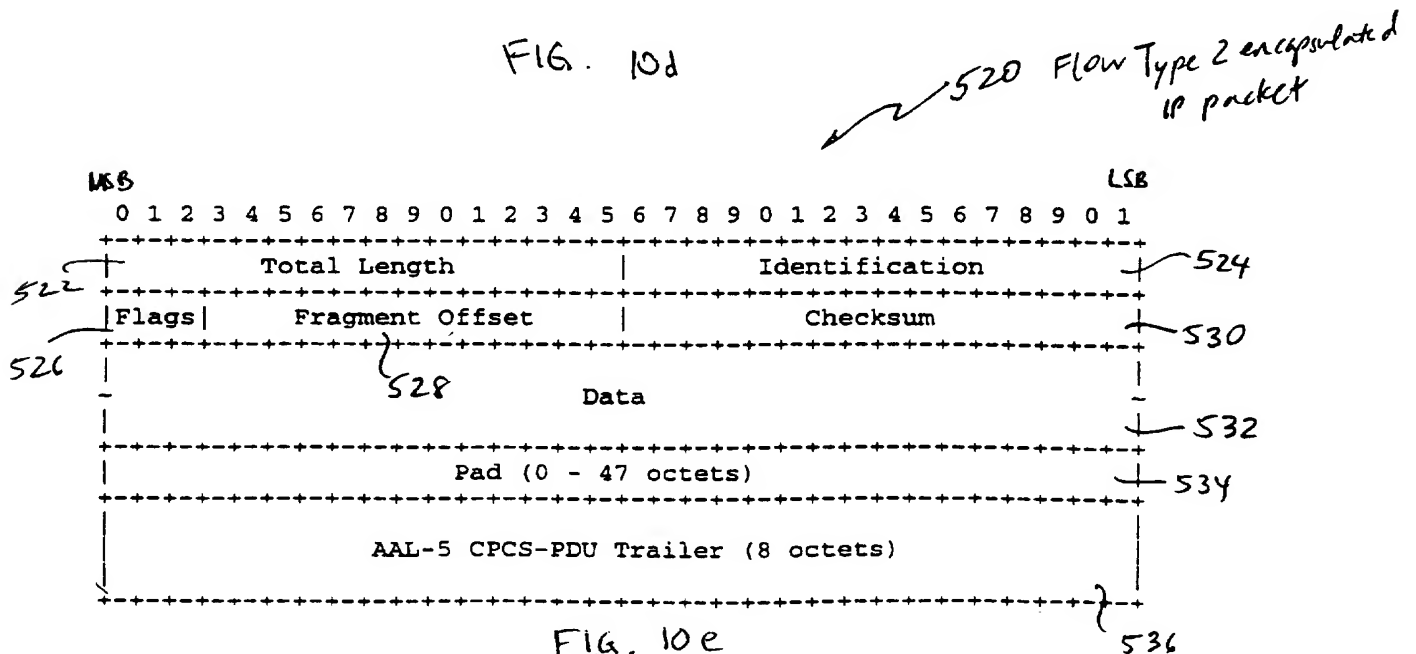 FIG. 10d
520 Flow Type 2 encapsulated
IP packet
MSB LSB
0 1 2 3 4 5 6 7 8 9 0 1 2 3 4 5 6 7 8 9 0 1 2 3 4 5 6 7 8 9 0 1
+-+-+-+-+-+-+-+-+-+-+-+-+-+-+-+-+-+-+-+-+-+-+-+-+-+-+-+-+-+-+-+-+
522 | Total Length | Identification | 524
+-+-+-+-+-+-+-+-+-+-+-+-+-+-+-+-+-+-+-+-+-+-+-+-+-+-+-+-+-+-+-+-+
|Flags| Fragment Offset | Checksum | 530
+-+-+-+-+-+-+-+-+-+-+-+-+-+-+-+-+-+-+-+-+-+-+-+-+-+-+-+-+-+-+-+-+
526 528
~ Data ~
532
+-+-+-+-+-+-+-+-+-+-+-+-+-+-+-+-+-+-+-+-+-+-+-+-+-+-+-+-+-+-+-+-+
| Pad (0 - 47 octets) | 534
+-+-+-+-+-+-+-+-+-+-+-+-+-+-+-+-+-+-+-+-+-+-+-+-+-+-+-+-+-+-+-+-+
| AAL-5 CPCS-PDU Trailer (8 octets) |
+-+-+-+-+-+-+-+-+-+-+-+-+-+-+-+-+-+-+-+-+-+-+-+-+-+-+-+-+-+-+-+-+
FIG. 10e 536